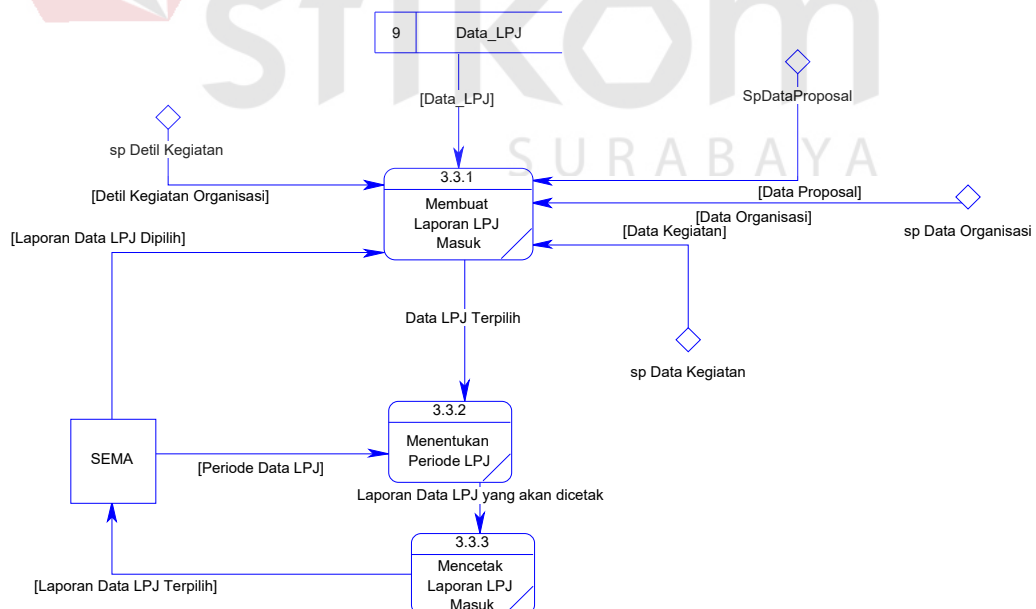 stikom
SURABAYA
9
Data_LPJ
[Data_LPJ]
SpDataProposal
sp Detil Kegiatan
[Detil Kegiatan Organisasi]
3.3.1
Membuat
Laporan LPJ
Masuk
[Data Proposal]
[Data Organisasi]
sp Data Organisasi
[Data Kegiatan]
[Laporan Data LPJ Dipilih]
Data LPJ Terpilih
sp Data Kegiatan
3.3.2
Menentukan
Periode LPJ
SEMA
[Periode Data LPJ]
Laporan Data LPJ yang akan dicetak
3.3.3
Mencetak
Laporan LPJ
Masuk
[Laporan Data LPJ Terpilih]